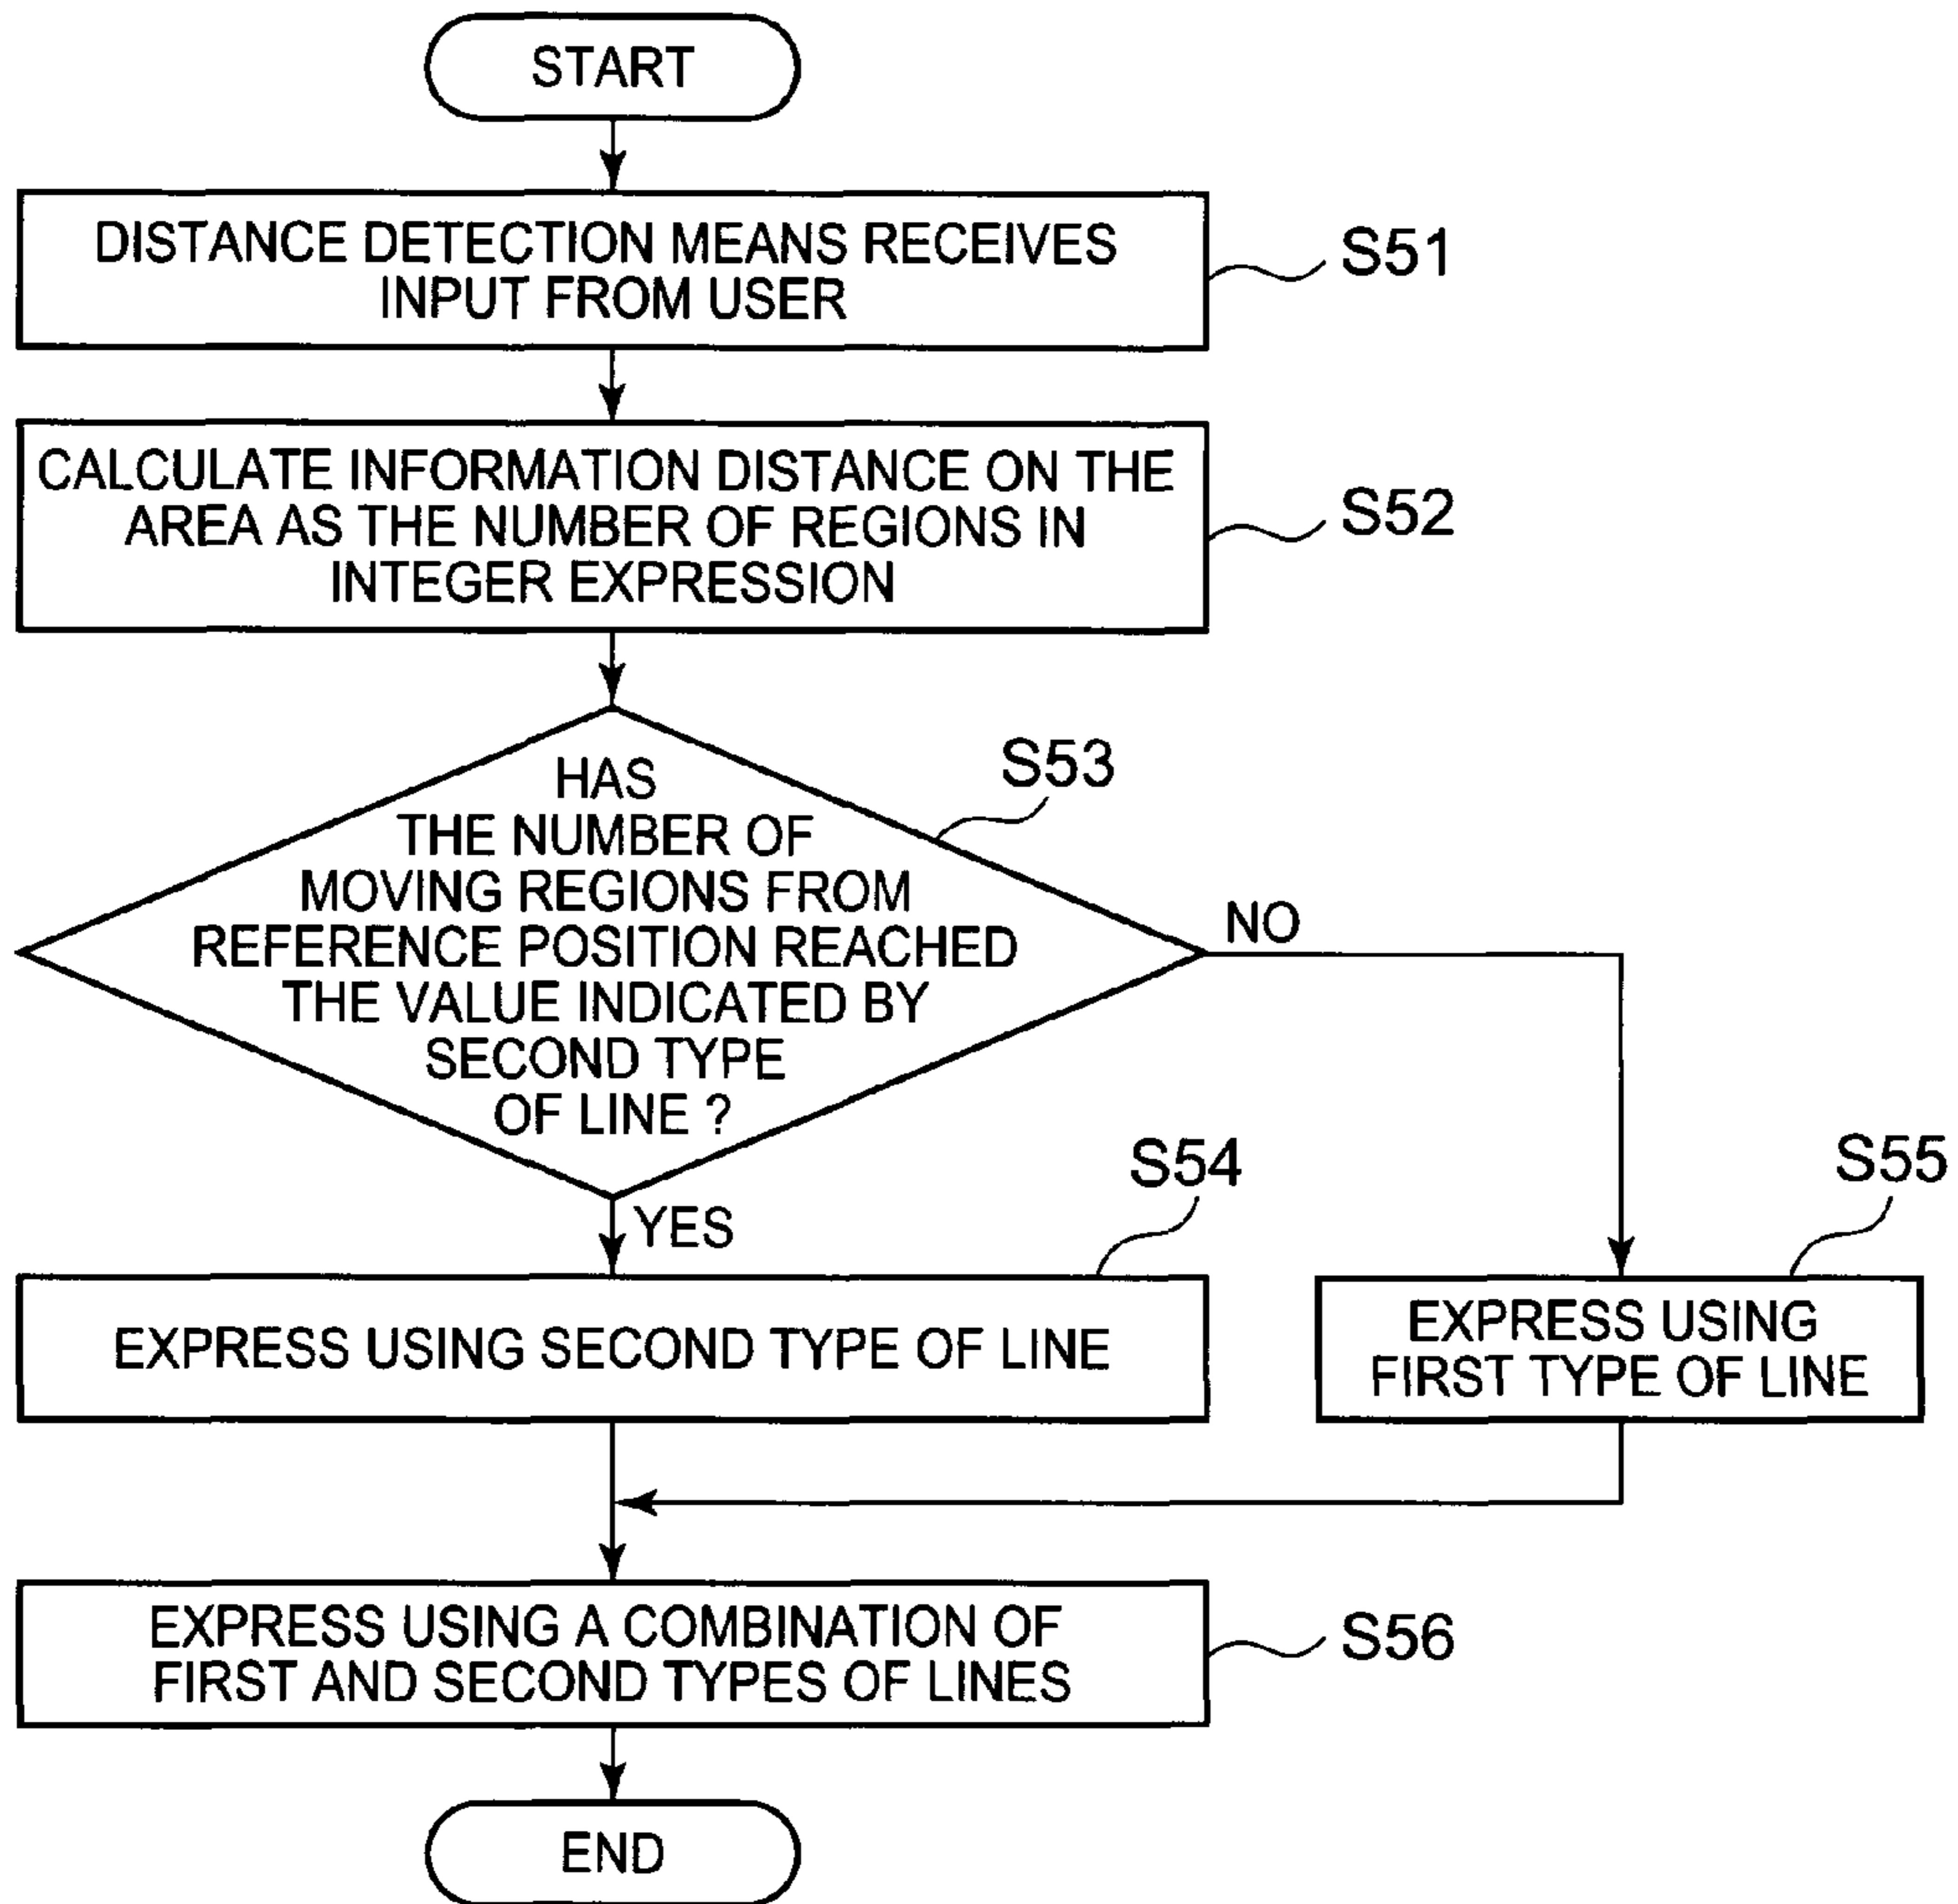 START
DISTANCE DETECTION MEANS RECEIVES
INPUT FROM USER
S51
CALCULATE INFORMATION DISTANCE ON THE
AREA AS THE NUMBER OF REGIONS IN
INTEGER EXPRESSION
S52
HAS
THE NUMBER OF
MOVING REGIONS FROM
REFERENCE POSITION REACHED
THE VALUE INDICATED BY
SECOND TYPE
OF LINE ?
S53
NO
YES
S54
EXPRESS USING SECOND TYPE OF LINE
S55
EXPRESS USING
FIRST TYPE OF LINE
EXPRESS USING A COMBINATION OF
FIRST AND SECOND TYPES OF LINES
S56
END